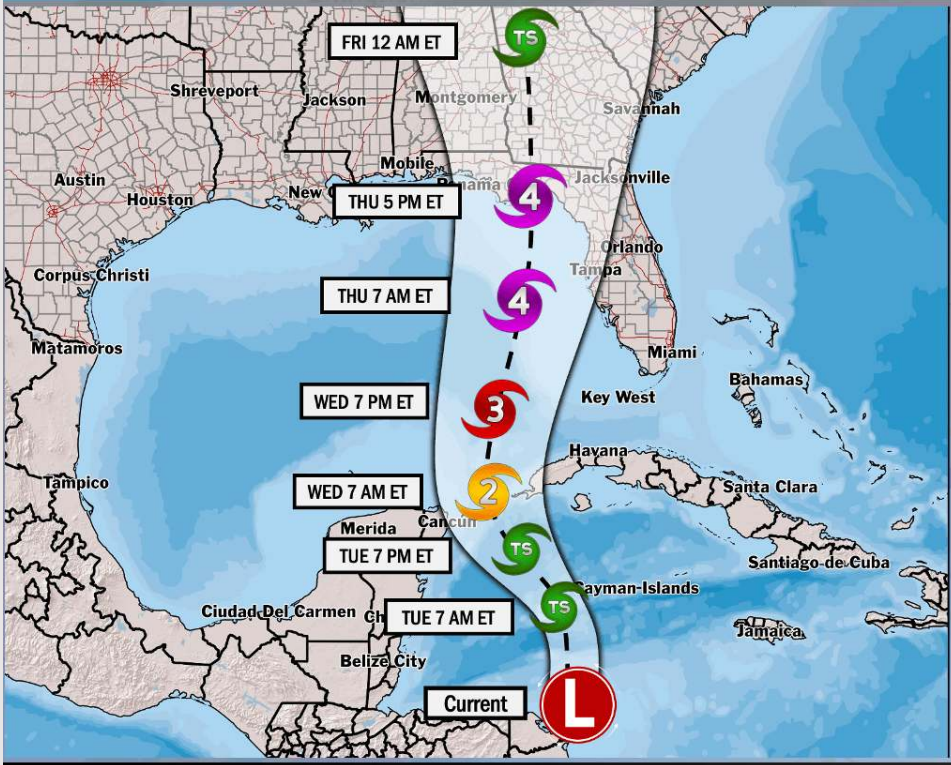 FRI 12 AM ET
TS
Shreveport
Jackson
Montgomery
Savannah
Mobile
Jacksonville
Austin
Houston
New
THU 5 PM ET
4
Orlando
Tampa
Corpus Christi
THU 7 AM ET
4
Matamoros
Miami
Bahamas
Key West
WED 7 PM ET
3
Havana
Tampico
WED 7 AM ET
2
Santa Clara
Merida
Cancun
TUE 7 PM ET
TS
Santiago de Cuba
Cayman-Islands
Ciudad Del Carmen
TUE 7 AM ET
TS
Jamaica
Belize City
Current
L